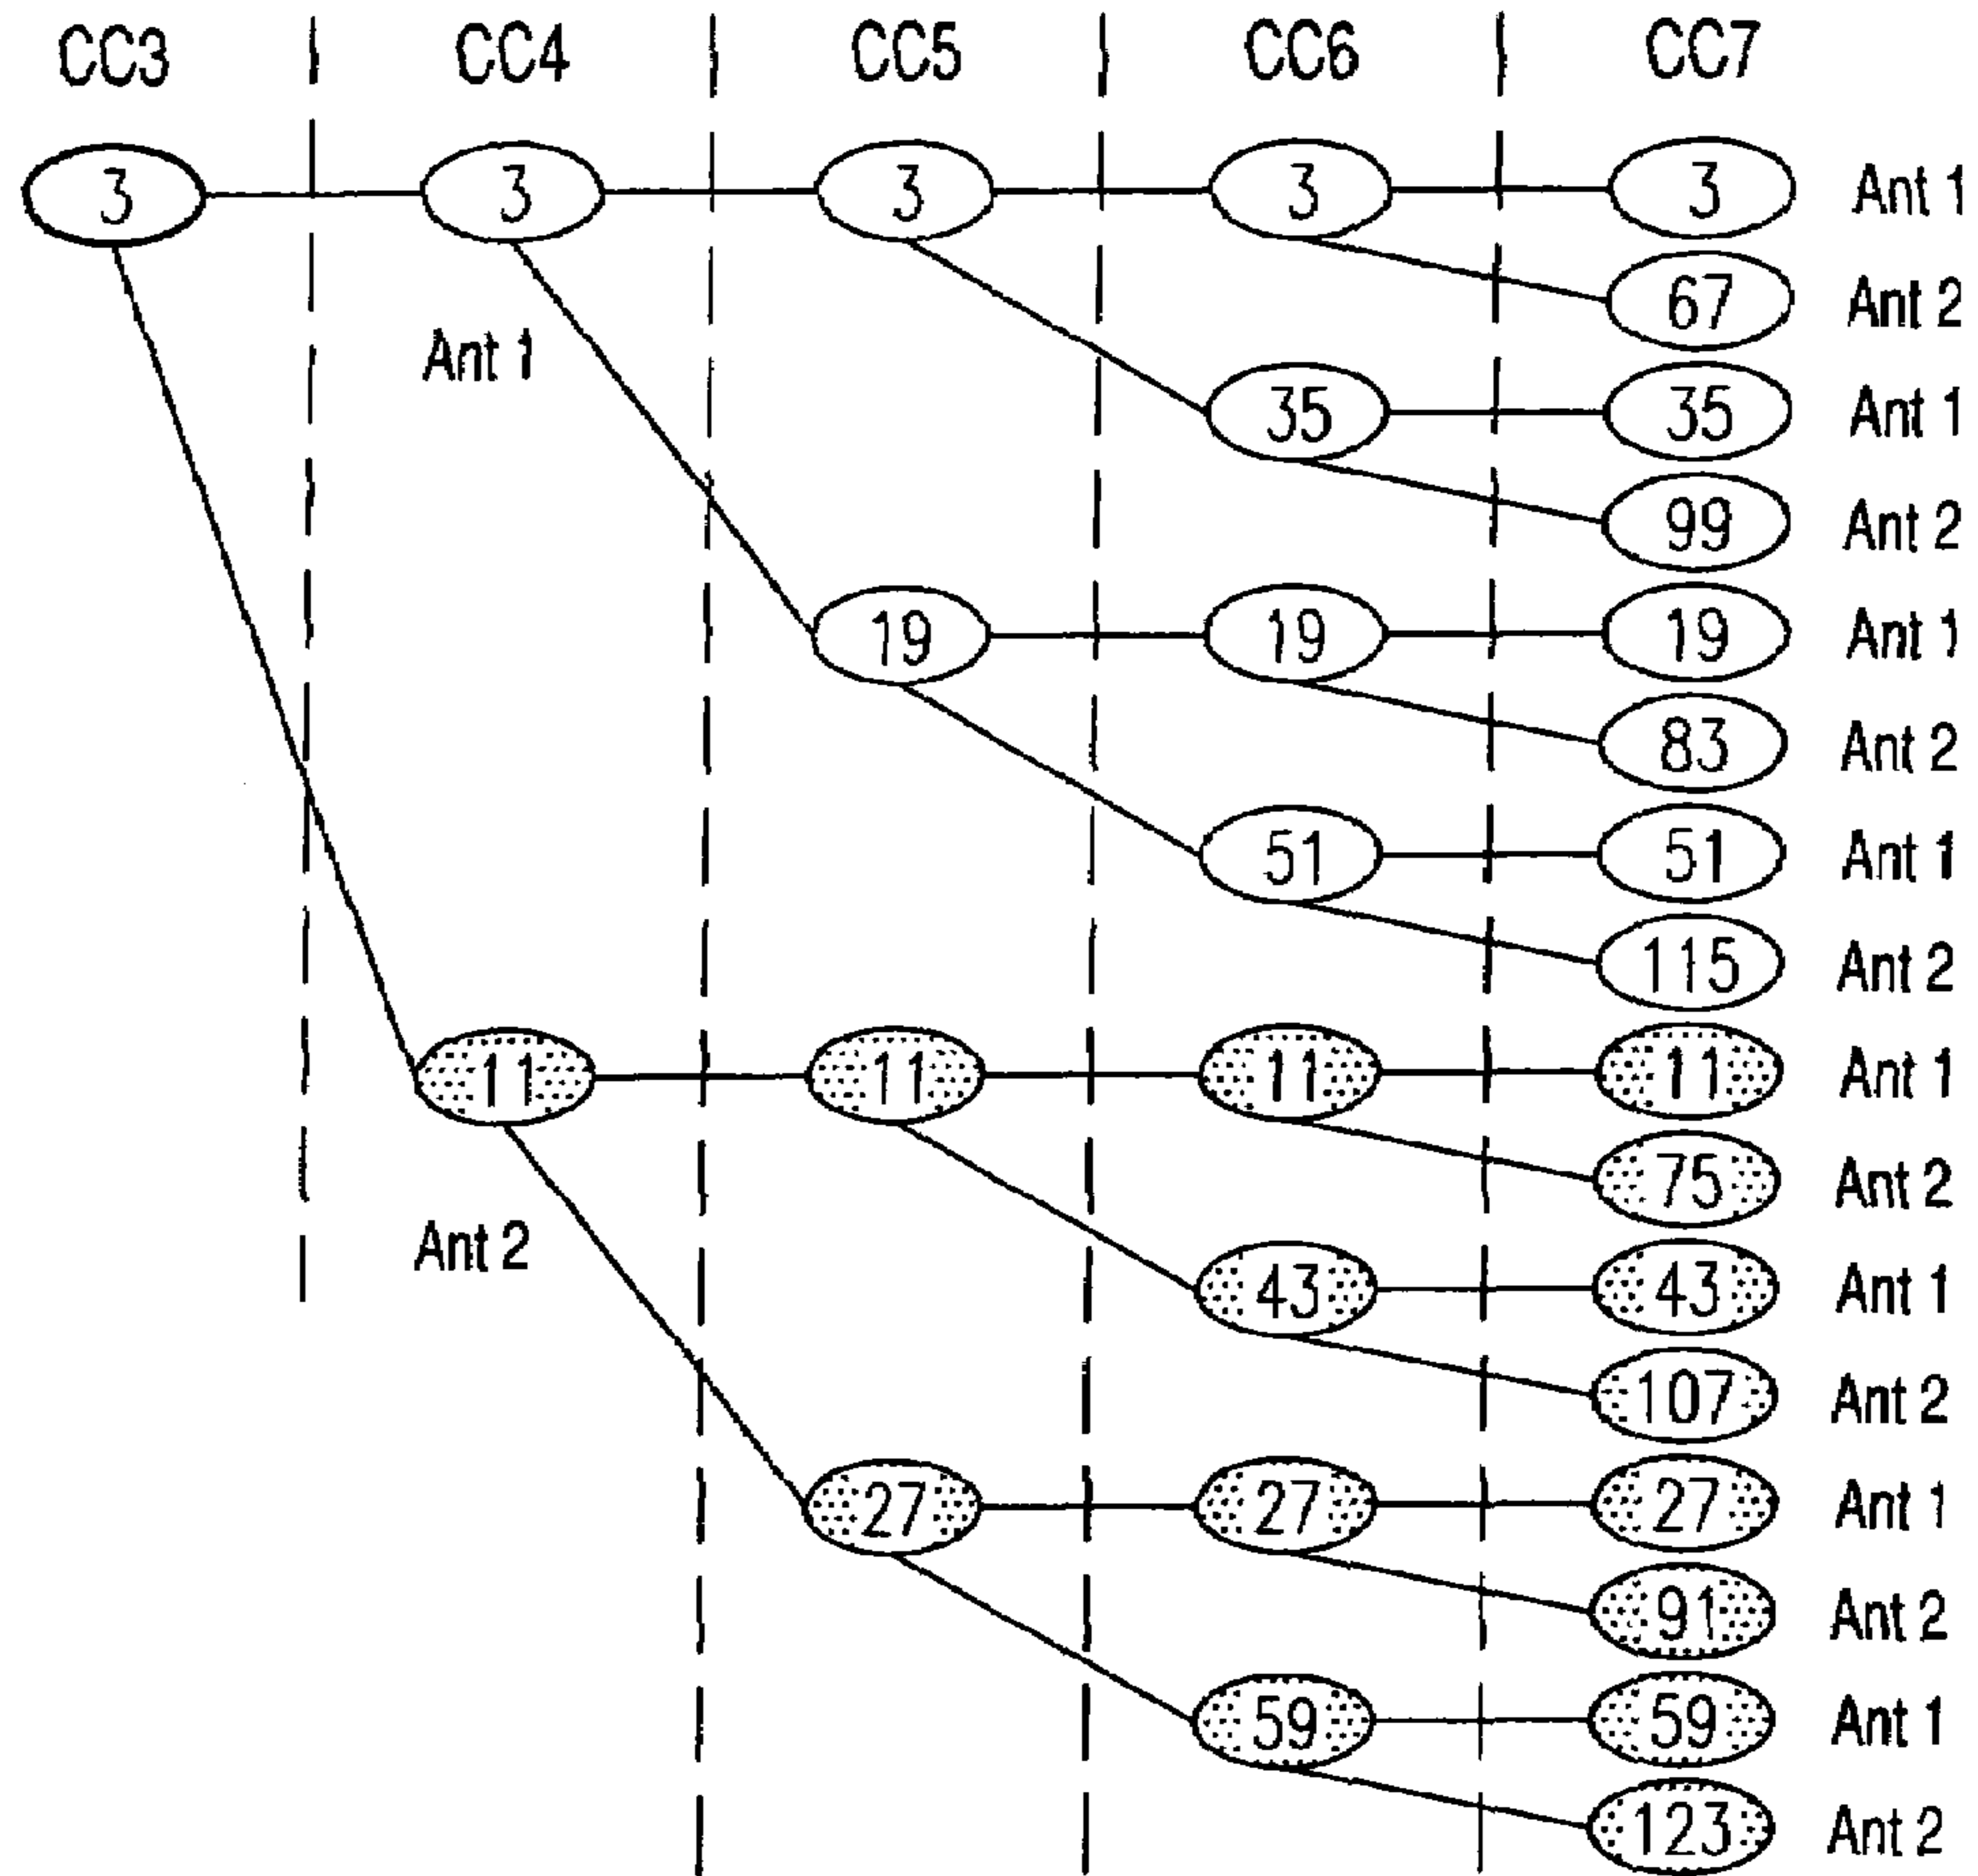 CC3 CC4 CC5 CC6 CC7
3 3 3 3 3 Ant 1
67 Ant 2
Ant 1
35 35 Ant 1
99 Ant 2
19 19 19 Ant 1
83 Ant 2
51 51 Ant 1
115 Ant 2
11 11 11 11 Ant 1
75 Ant 2
Ant 2
43 43 Ant 1
107 Ant 2
27 27 27 Ant 1
91 Ant 2
59 59 Ant 1
123 Ant 2